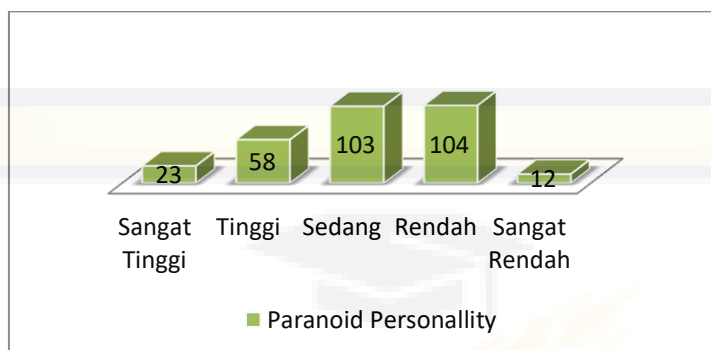 23 58 103 104 12
Sangat Tinggi Sedang Rendah Sangat
Tinggi Rendah
Paranoid Personallity